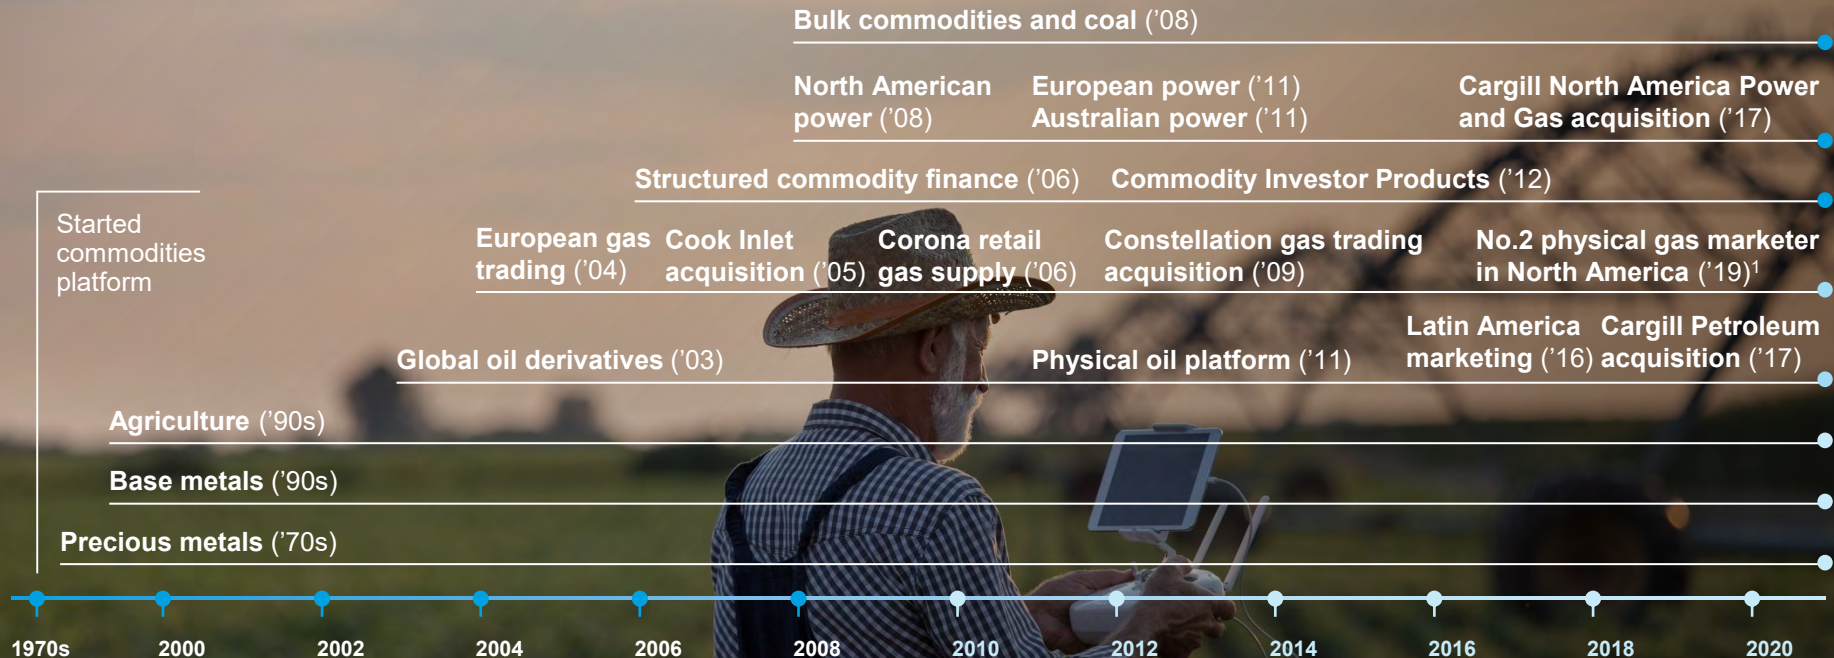 Bulk commodities and coal (’08)
North American
power (’08)
European power (’11)
Australian power (’11)
Cargill North America Power
and Gas acquisition (’17)
Structured commodity finance (’06)
Commodity Investor Products (’12)
Started
commodities
platform
European gas
trading (’04)
Cook Inlet
acquisition (’05)
Corona retail
gas supply (’06)
Constellation gas trading
acquisition (’09)
No.2 physical gas marketer
in North America (’19)¹
Global oil derivatives (’03)
Physical oil platform (’11)
Latin America
marketing (’16)
Cargill Petroleum
acquisition (’17)
Agriculture (’90s)
Base metals (’90s)
Precious metals (’70s)
1970s 2000 2002 2004 2006 2008 2010 2012 2014 2016 2018 2020